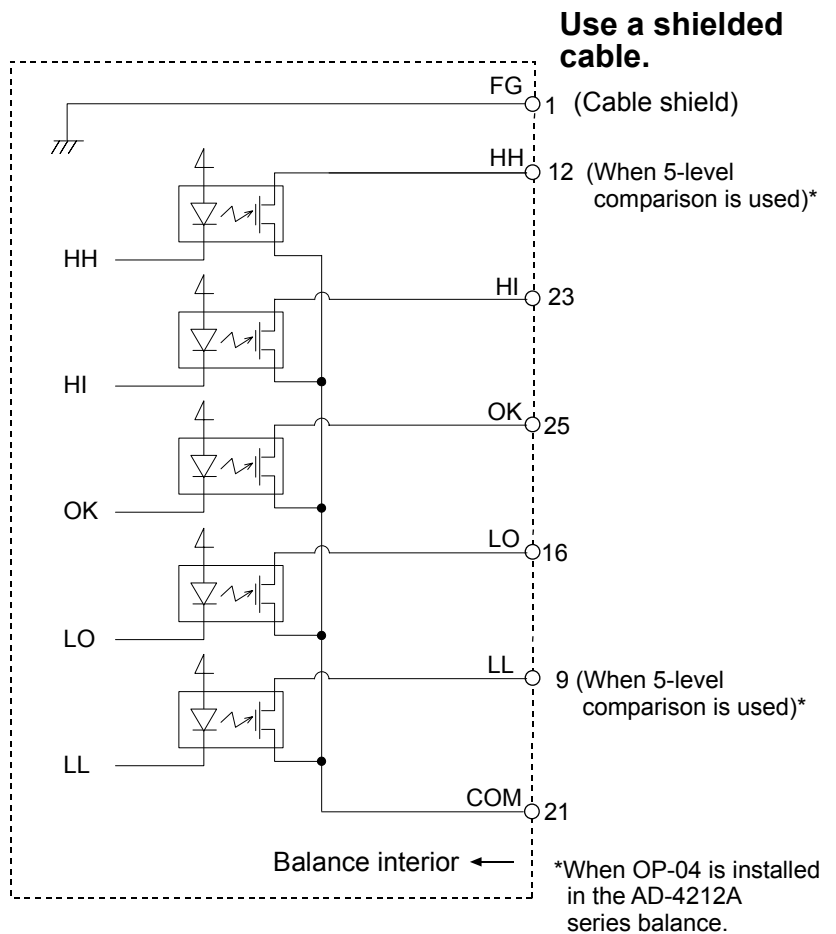 Use a shielded
cable.
FG
1 (Cable shield)
HH
12 (When 5-level
comparison is used)*
HH
HI
23
HI
OK
25
OK
LO
16
LO
LL
9 (When 5-level
comparison is used)*
LL
COM
21
Balance interior
*When OP-04 is installed
in the AD-4212A
series balance.